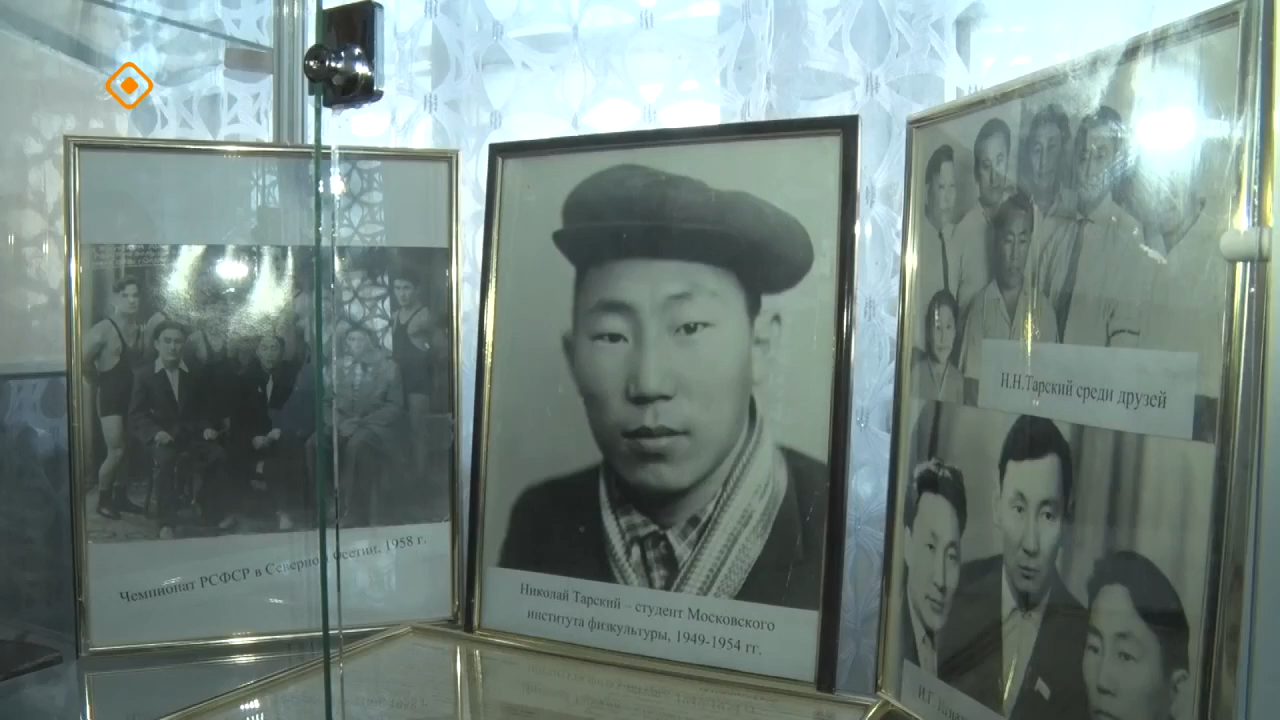 Чемпионат РСФСР в Северной Осетии, 1958 г.
Николай Тарский – студент Московского
института физкультуры, 1949-1954 гг.
И.Н.Тарский среди друзей